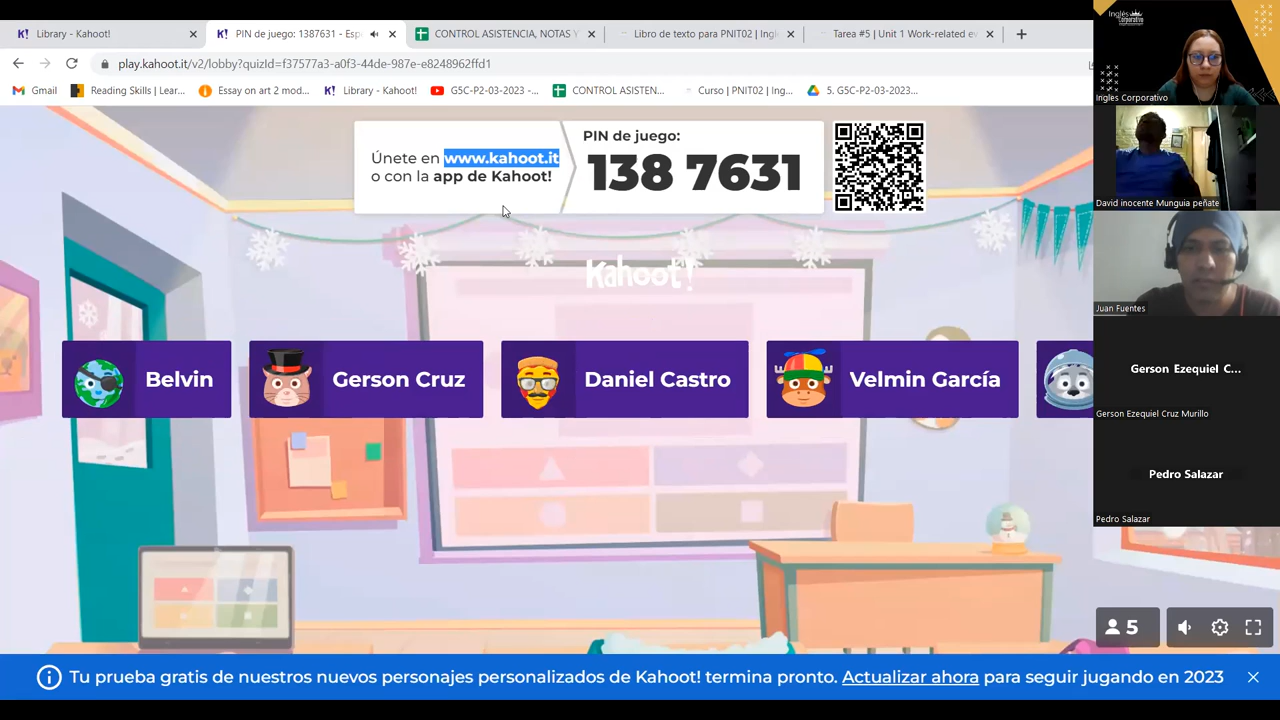 Library - Kahoot!
PIN de juego: 1387631 - Esp
CONTROL ASISTENCIA, NOTAS Y
Libro de texto para PNIT02 | Ingl
Tarea #5 | Unit 1 Work-related ev
play.kahoot.it/v2/lobby?quizId=f37577a3-a0f3-44de-987e-e8248962ffd1
Gmail
Reading Skills | Lear...
Essay on art 2 mod...
Library - Kahoot!
G5C-P2-03-2023 -...
CONTROL ASISTEN...
Curso | PNIT02 | Ing...
5. G5C-P2-03-2023...
Únete en www.kahoot.it
o con la app de Kahoot!
PIN de juego:
138 7631
Kahoot!
Belvin
Gerson Cruz
Daniel Castro
Velmin García
Inglés
Corporativo
Ingles Corporativo
David inocente Munguia peñate
Juan Fuentes
Gerson Ezequiel C...
Gerson Ezequiel Cruz Murillo
Pedro Salazar
Pedro Salazar
5
Tu prueba gratis de nuestros nuevos personajes personalizados de Kahoot! termina pronto. Actualizar ahora para seguir jugando en 2023